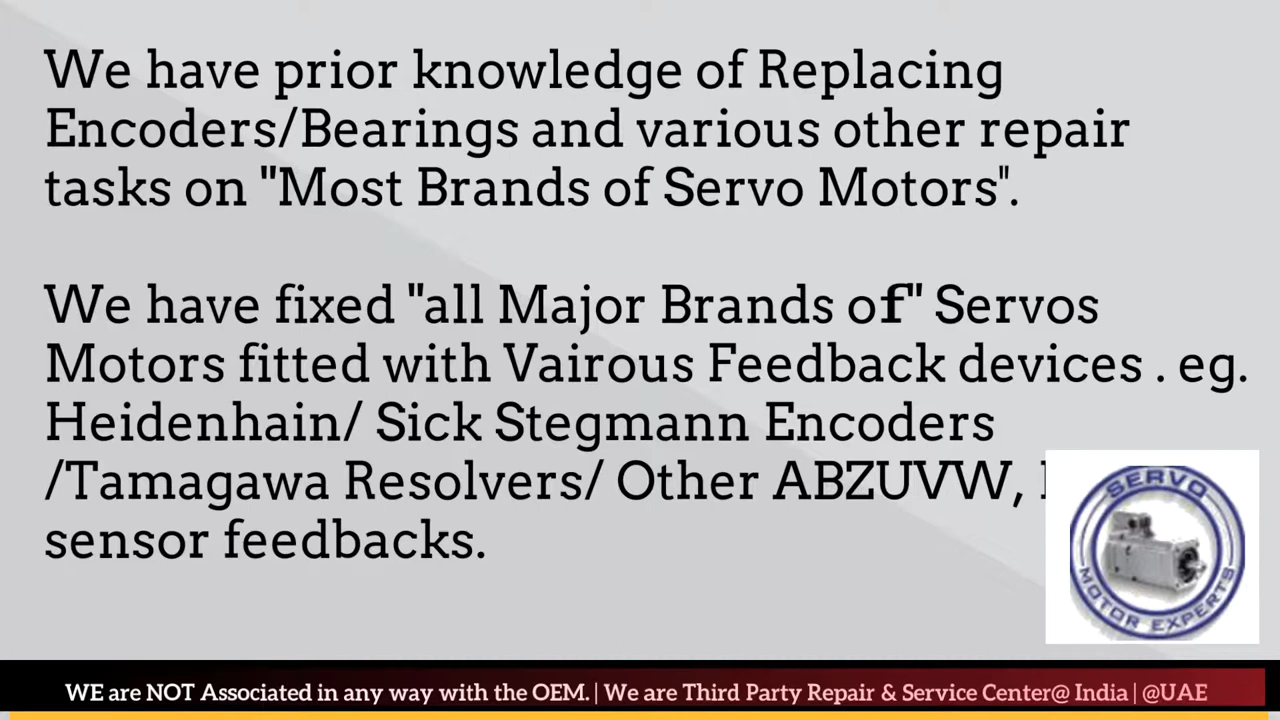 We have prior knowledge of Replacing
Encoders/Bearings and various other repair
tasks on "Most Brands of Servo Motors".
We have fixed "all Major Brands of" Servos
Motors fitted with Vairous Feedback devices . eg.
Heidenhain/ Sick Stegmann Encoders
/Tamagawa Resolvers/ Other ABZUVW,
sensor feedbacks.
SERVO
MOTOR EXPERTS
WE are NOT Associated in any way with the OEM. | We are Third Party Repair & Service Center@ India | @UAE